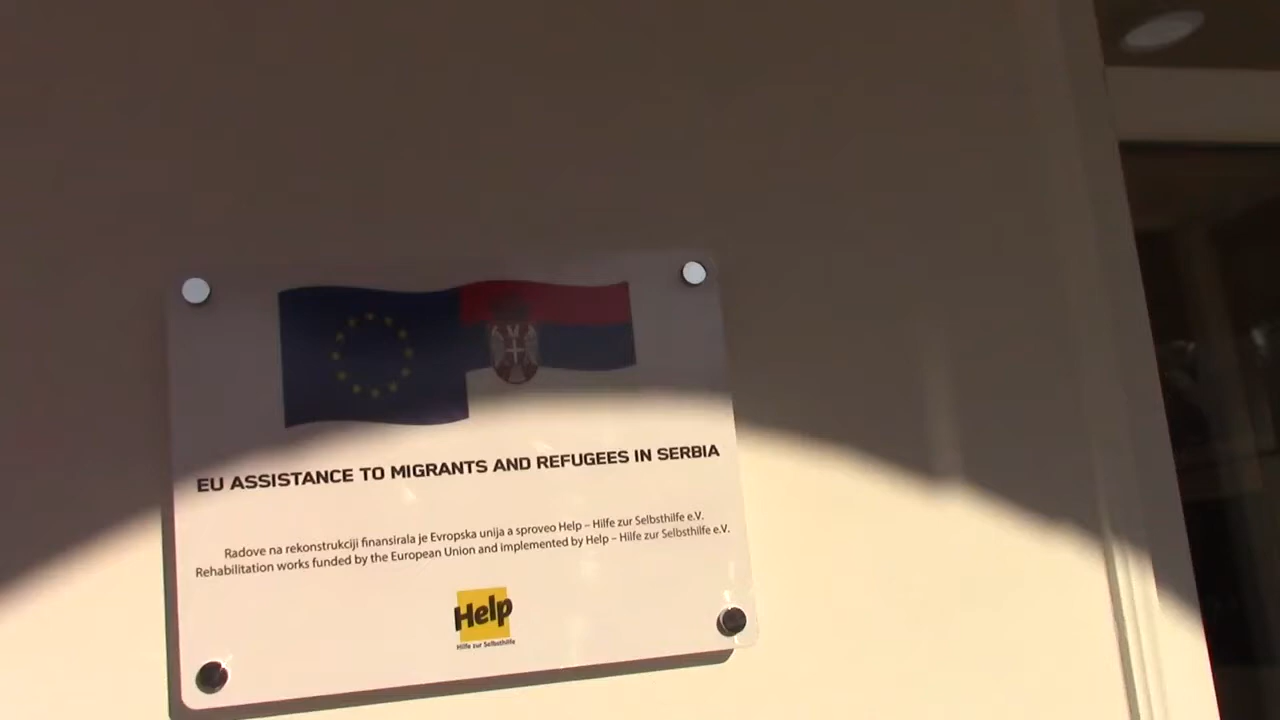 EU ASSISTANCE TO MIGRANTS AND REFUGEES IN SERBIA
Radove na rekonstrukciji finansirala je Evropska unija a sproveo Help – Hilfe zur Selbsthilfe e.V.
Rehabilitation works funded by the European Union and implemented by Help – Hilfe zur Selbsthilfe e.V.
Help
Hilfe zur Selbsthilfe